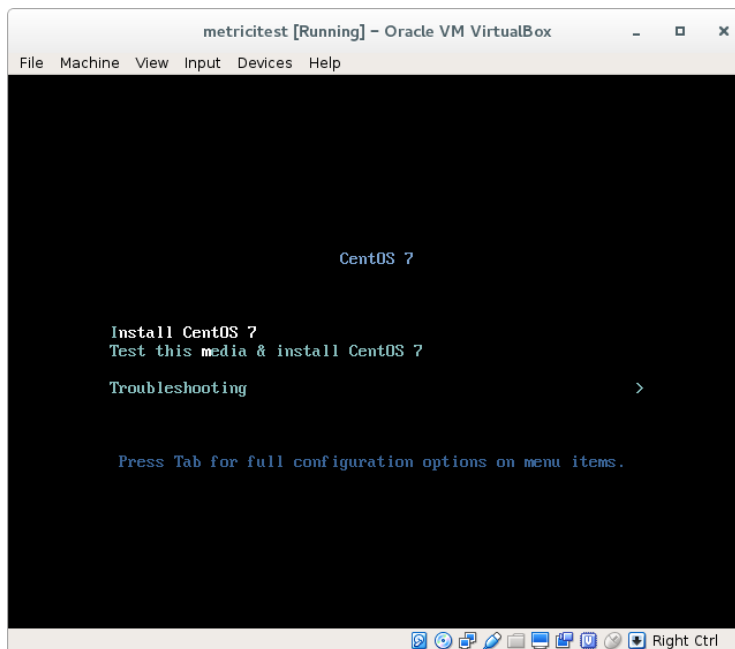 metricitest [Running] - Oracle VM VirtualBox
File Machine View Input Devices Help
CentOS 7
Install CentOS 7
Test this media & install CentOS 7
Troubleshooting >
Press Tab for full configuration options on menu items.
Right Ctrl